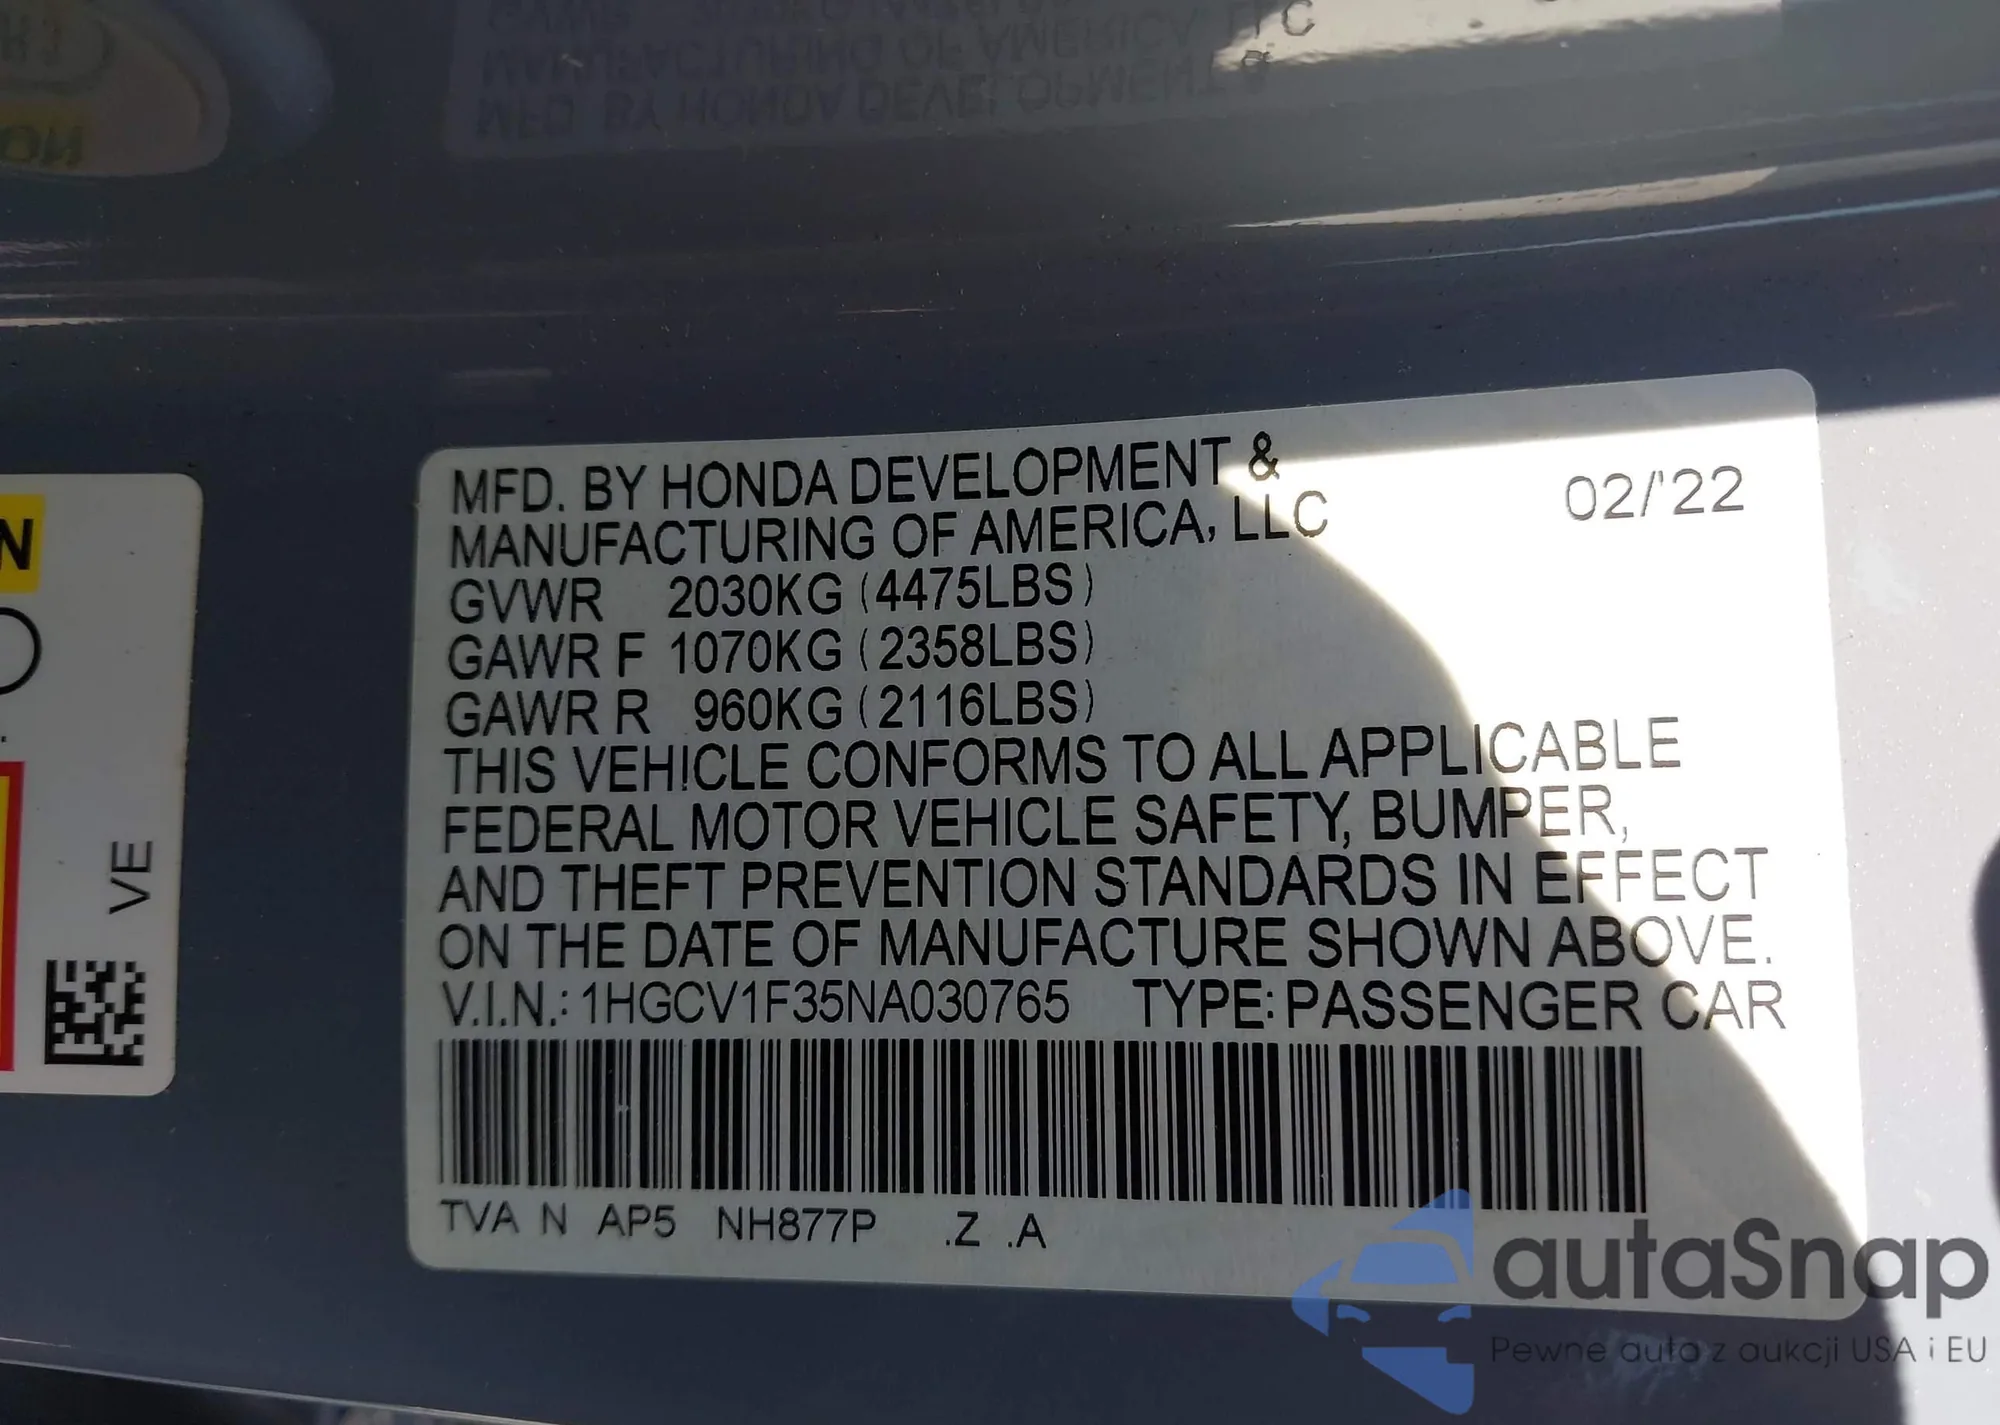 MFD. BY HONDA DEVELOPMENT &
MANUFACTURING OF AMERICA, LLC
02/'22
GVWR 2030KG (4475LBS)
GAWR F 1070KG (2358LBS)
GAWR R 960KG (2116LBS)
THIS VEHICLE CONFORMS TO ALL APPLICABLE
FEDERAL MOTOR VEHICLE SAFETY, BUMPER,
AND THEFT PREVENTION STANDARDS IN EFFECT
ON THE DATE OF MANUFACTURE SHOWN ABOVE.
V.I.N.: 1HGCV1F35NA030765 TYPE: PASSENGER CAR
TVA N AP5 NH877P .Z .A
VE
autaSnap
Pewne auta z aukcji USA i EU